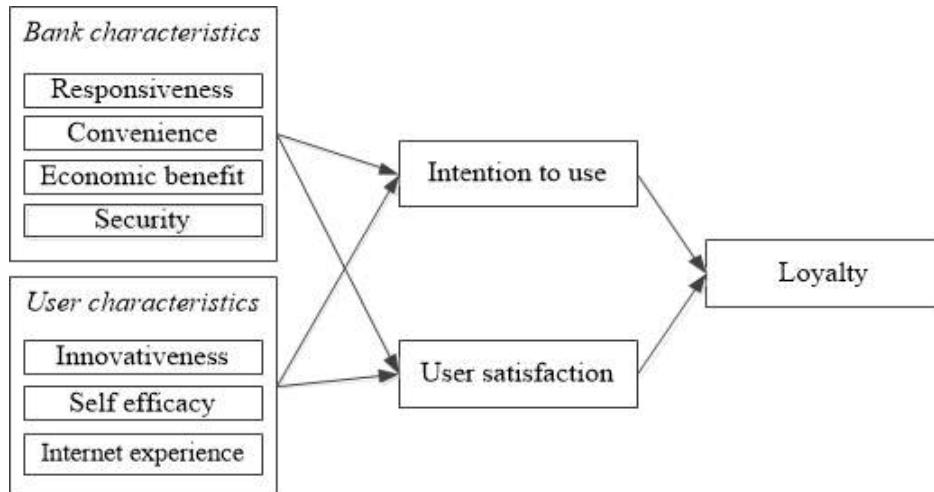 Bank characteristics
Responsiveness
Convenience
Economic benefit
Security
User characteristics
Innovativeness
Self efficacy
Internet experience
Intention to use
User satisfaction
Loyalty